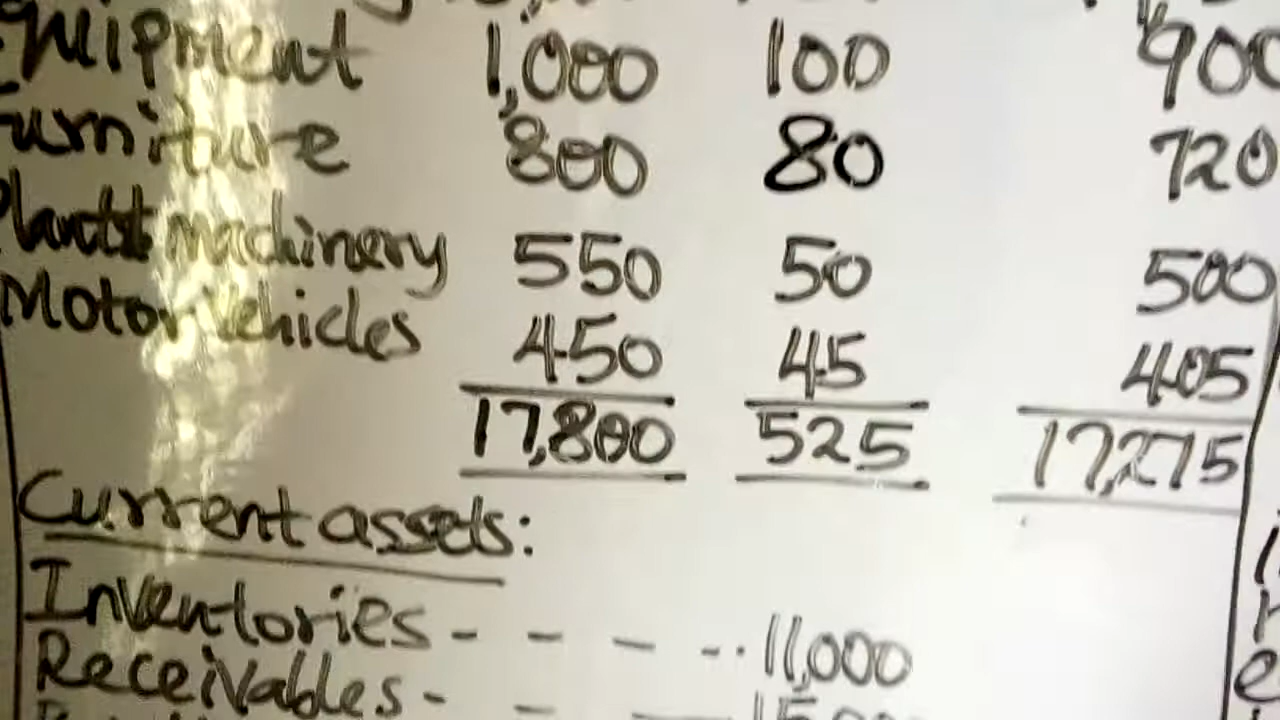 Equipment 1,000 100 900
Furniture 800 80 720
Plant & machinery 550 50 500
Motor Vehicles 450 45 405
17,800 525 17,275
Current assets:
Inventories - - - - 11,000
Receivables - -